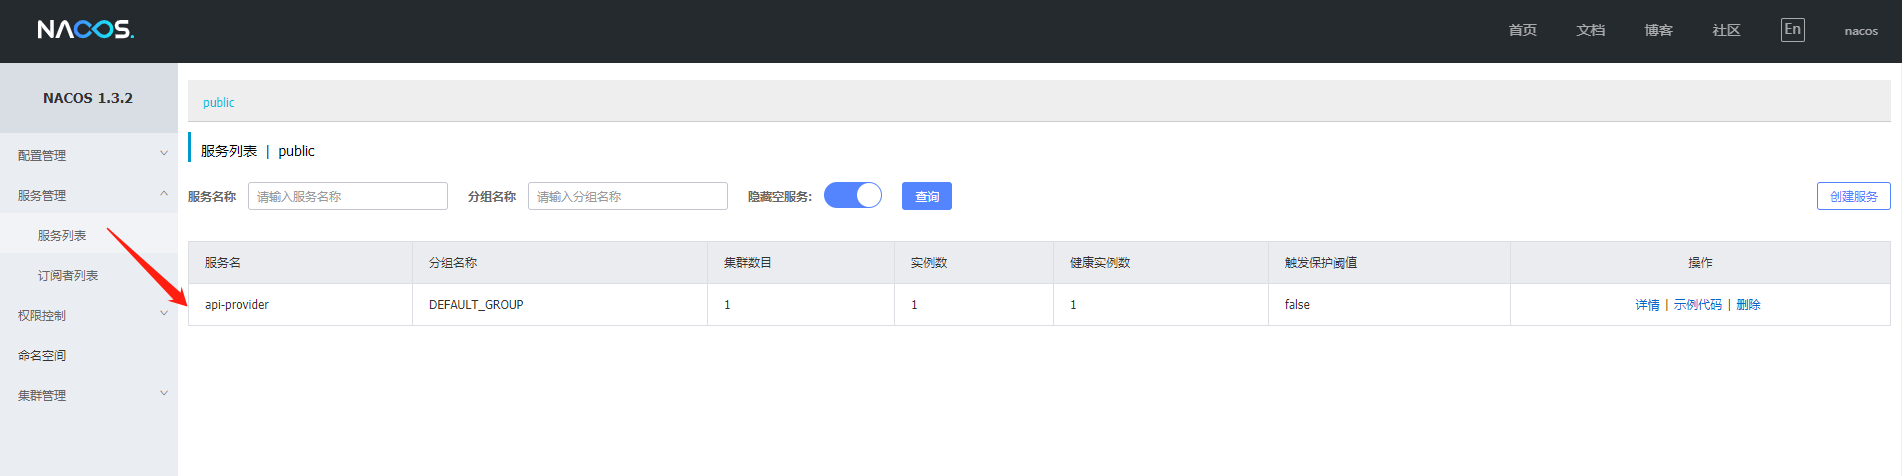 NACOS. 首页 文档 博客 社区 En nacos
NACOS 1.3.2
配置管理
服务管理
服务列表
订阅者列表
权限控制
命名空间
集群管理
public
服务列表 | public
服务名称 请输入服务名称 分组名称 请输入分组名称 隐藏空服务: 查询 创建服务
服务名 分组名称 集群数目 实例数 健康实例数 触发保护阈值 操作
api-provider DEFAULT_GROUP 1 1 1 false 详情 | 示例代码 | 删除